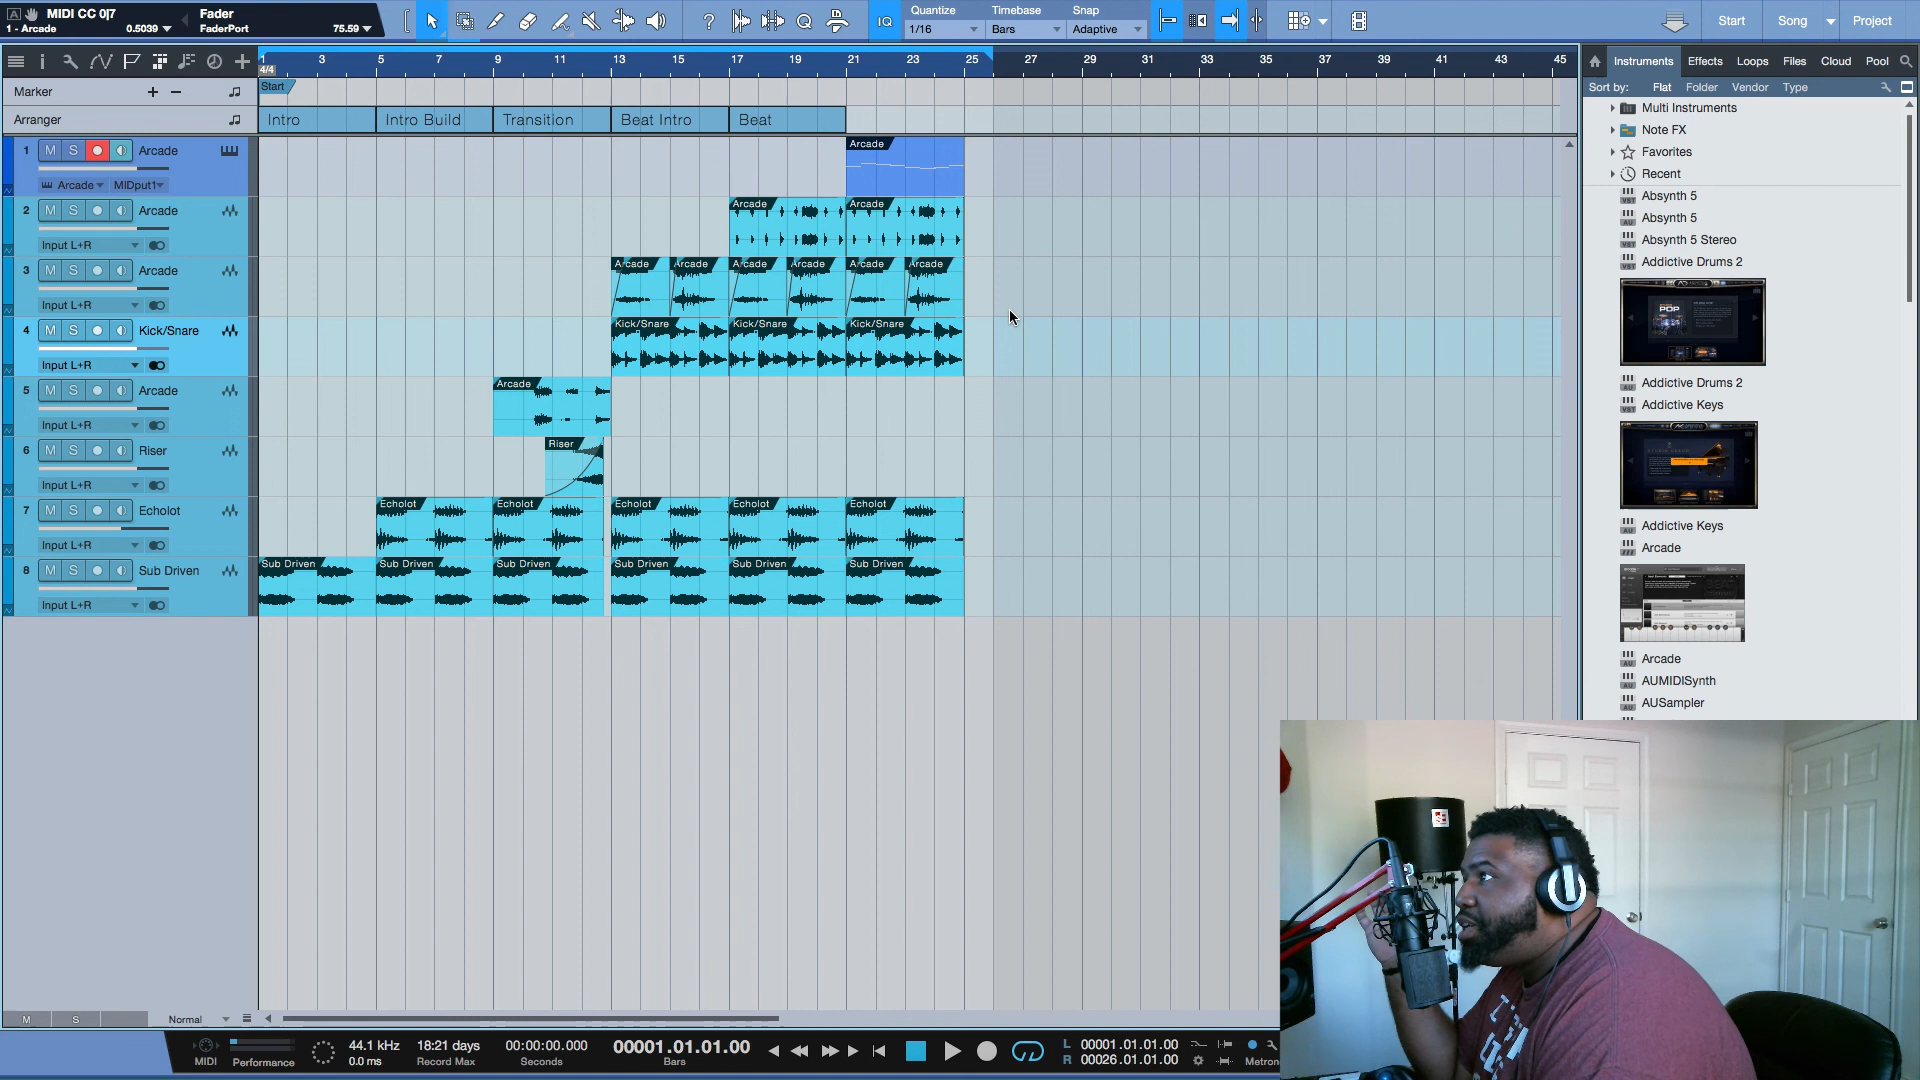 MIDI CC 0|7
1 - Arcade 0.5039
Fader
FaderPort 75.59
IQ
Quantize
1/16
Timebase
Bars
Snap
Adaptive
Start Song Project
1 3 5 7 9 11 13 15 17 19 21 23 25 27 29 31 33 35 37 39 41 43 45
4/4
Marker
Start
Arranger
Intro Intro Build Transition Beat Intro Beat
1 M S Arcade
Arcade MIDput1
Arcade
2 M S Arcade
Input L+R
Arcade Arcade
3 M S Arcade
Input L+R
Arcade Arcade Arcade Arcade Arcade Arcade
4 M S Kick/Snare
Input L+R
Kick/Snare Kick/Snare Kick/Snare
5 M S Arcade
Input L+R
Arcade
6 M S Riser
Input L+R
Riser
7 M S Echolot
Input L+R
Echolot Echolot Echolot Echolot Echolot
8 M S Sub Driven
Input L+R
Sub Driven Sub Driven Sub Driven Sub Driven Sub Driven Sub Driven
Instruments Effects Loops Files Cloud Pool
Sort by: Flat Folder Vendor Type
Multi Instruments
Note FX
Favorites
Recent
Absynth 5
Absynth 5
Absynth 5 Stereo
Addictive Drums 2
Addictive Drums 2
Addictive Keys
Addictive Keys
Arcade
Arcade
AUMIDISynth
AUSampler
M S Normal
MIDI
Performance
44.1 kHz
0.0 ms
18:21 days
Record Max
00:00:00.000
Seconds
00001.01.01.00
Bars
L 00001.01.01.00
R 00026.01.01.00
Metron